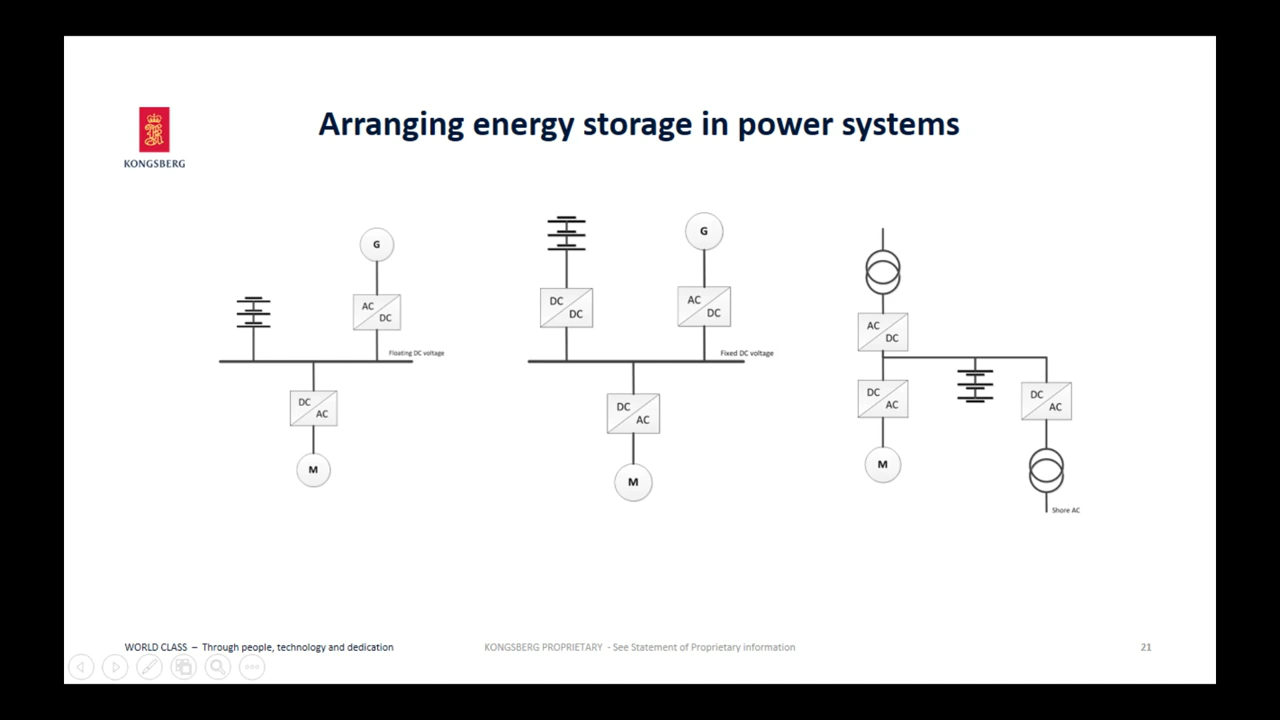 Arranging energy storage in power systems
KONGSBERG
G
AC
DC
Floating DC voltage
DC
AC
M
G
DC
DC
AC
DC
Fixed DC voltage
DC
AC
M
AC
DC
DC
AC
DC
AC
M
Shore AC
WORLD CLASS – Through people, technology and dedication
KONGSBERG PROPRIETARY - See Statement of Proprietary information
21